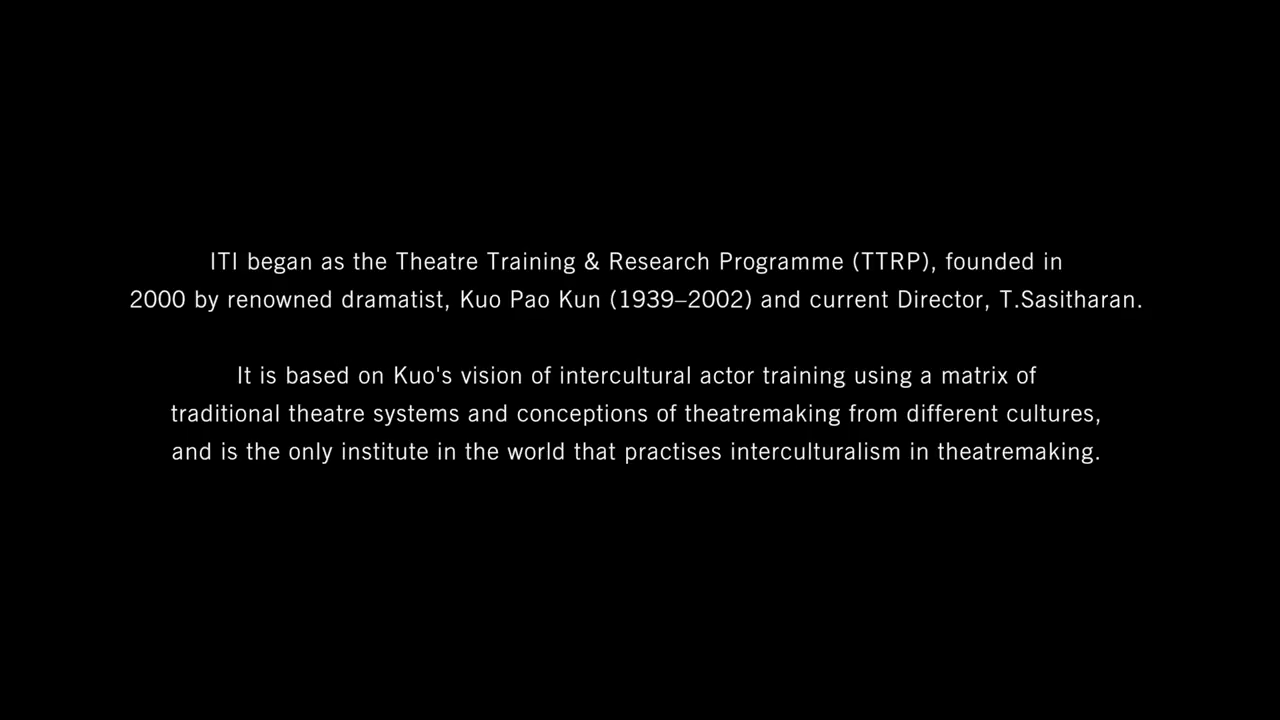 ITI began as the Theatre Training & Research Programme (TTRP), founded in
2000 by renowned dramatist, Kuo Pao Kun (1939–2002) and current Director, T.Sasitharan.
It is based on Kuo's vision of intercultural actor training using a matrix of
traditional theatre systems and conceptions of theatremaking from different cultures,
and is the only institute in the world that practises interculturalism in theatremaking.